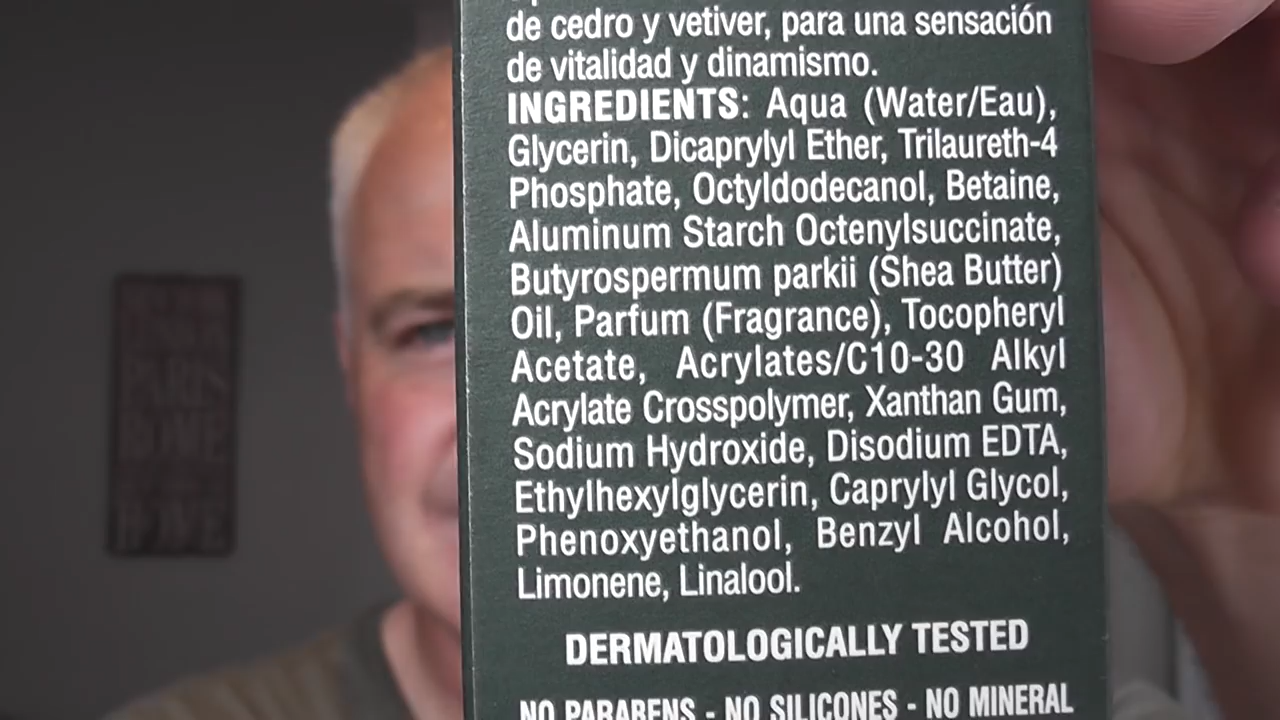 de cedro y vetiver, para una sensación
de vitalidad y dinamismo.
INGREDIENTS: Aqua (Water/Eau),
Glycerin, Dicaprylyl Ether, Trilaureth-4
Phosphate, Octyldodecanol, Betaine,
Aluminum Starch Octenylsuccinate,
Butyrospermum parkii (Shea Butter)
Oil, Parfum (Fragrance), Tocopheryl
Acetate, Acrylates/C10-30 Alkyl
Acrylate Crosspolymer, Xanthan Gum,
Sodium Hydroxide, Disodium EDTA,
Ethylhexylglycerin, Caprylyl Glycol,
Phenoxyethanol, Benzyl Alcohol,
Limonene, Linalool.
DERMATOLOGICALLY TESTED
NO PARABENS - NO SILICONES - NO MINERAL
PARIS
ROME